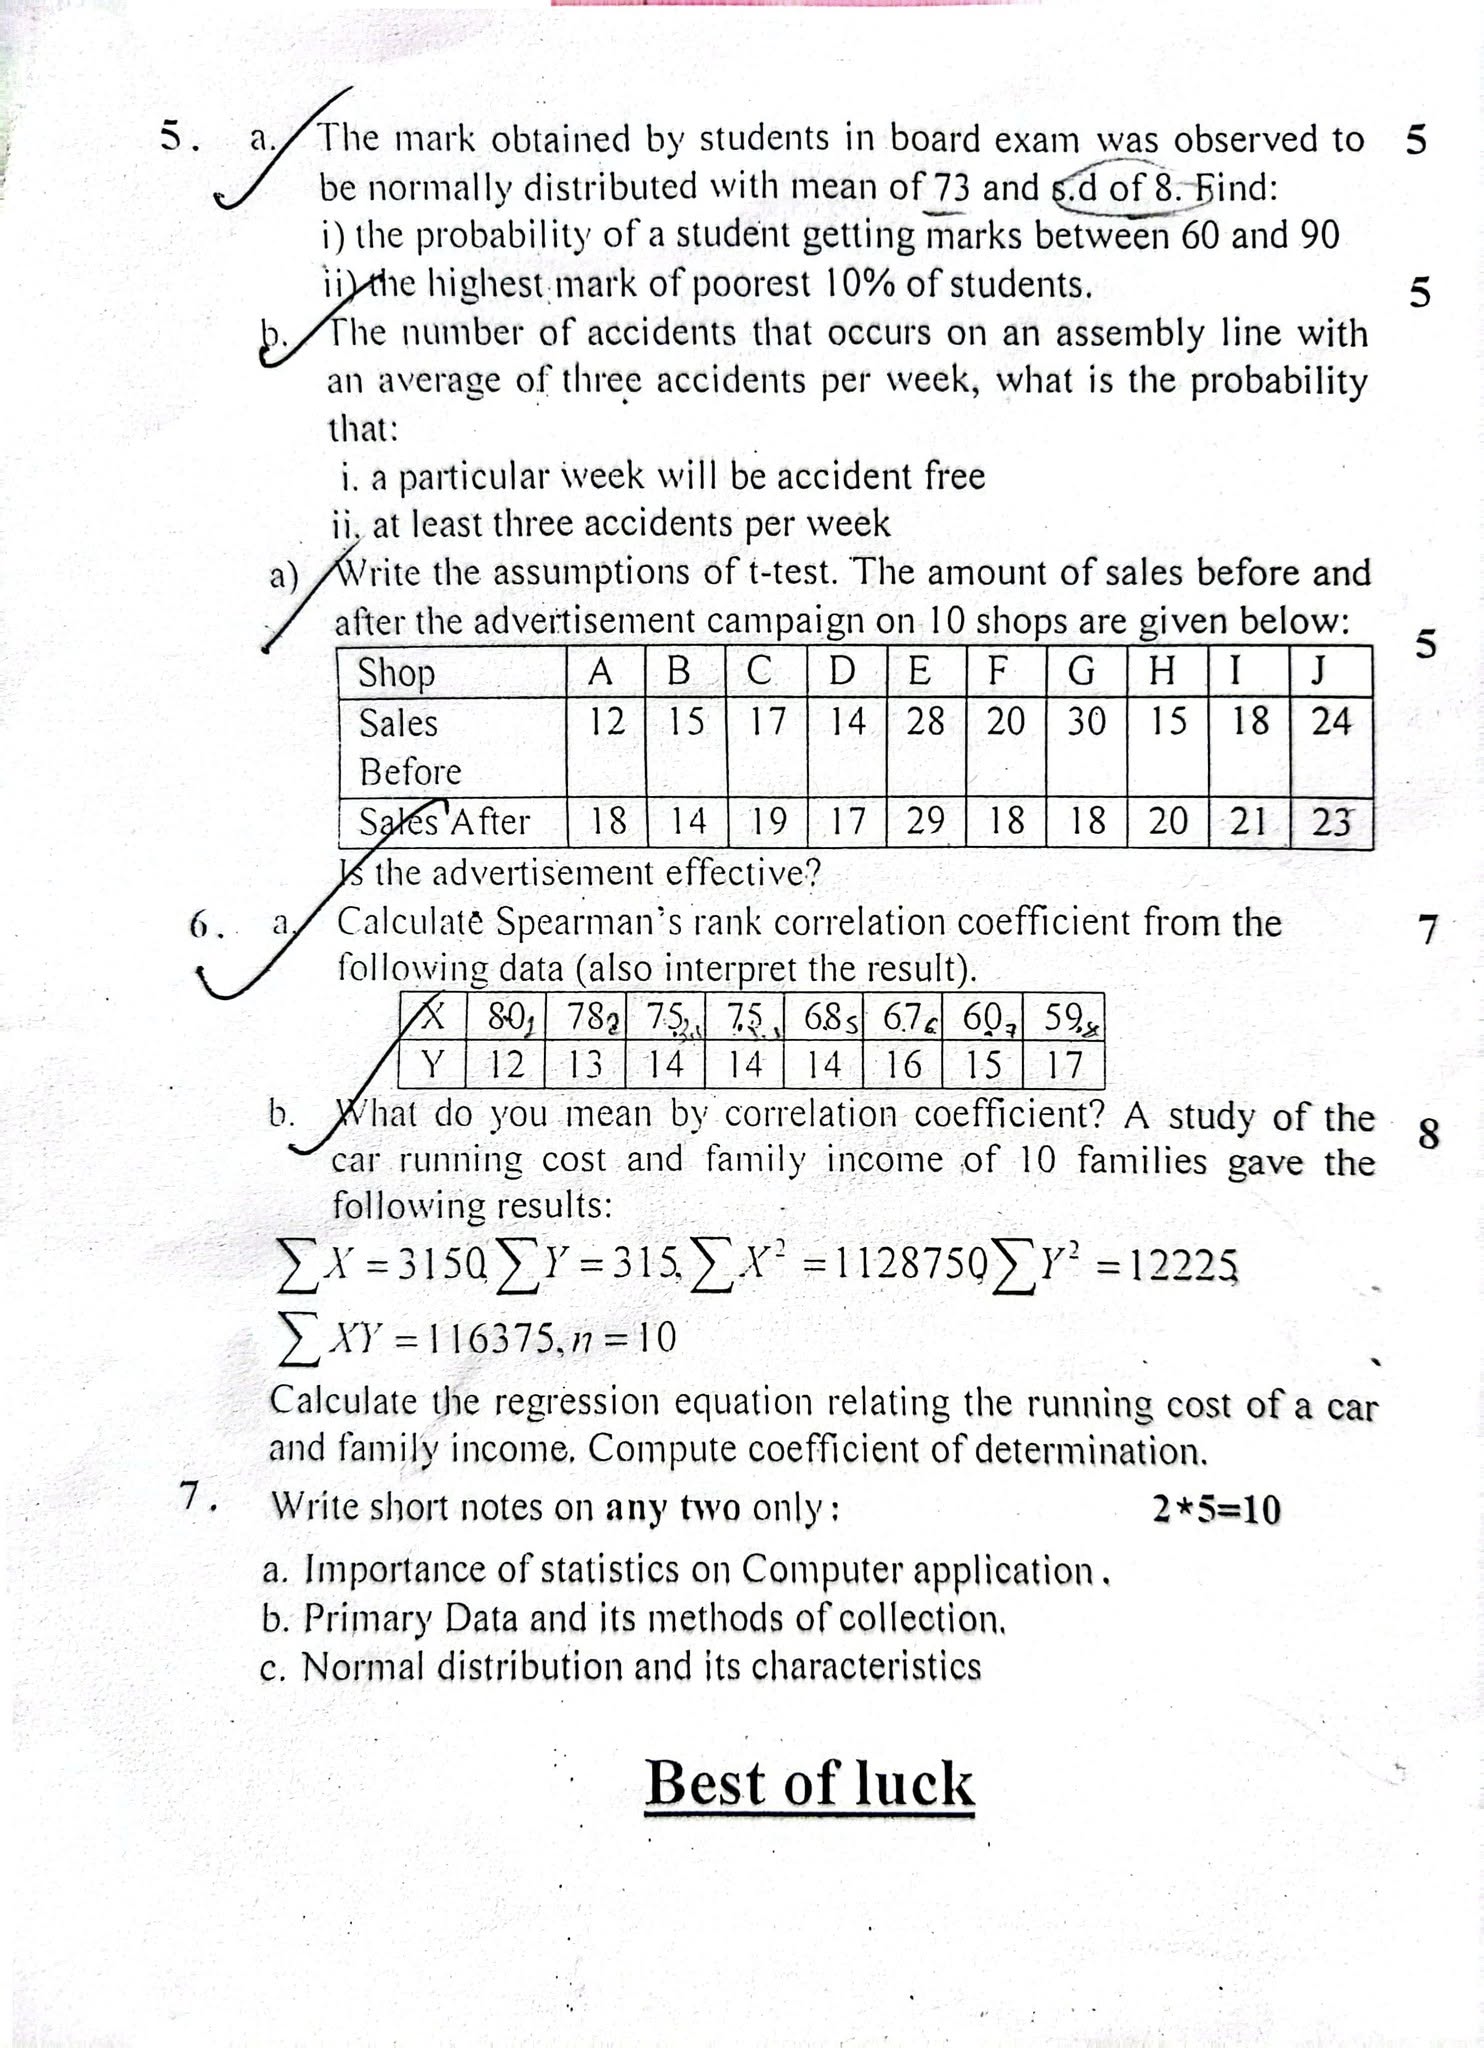 5. a. The mark obtained by students in board exam was observed to 5
be normally distributed with mean of 73 and s.d of 8. Find:
i) the probability of a student getting marks between 60 and 90
ii) the highest mark of poorest 10% of students. 5
b. The number of accidents that occurs on an assembly line with
an average of three accidents per week, what is the probability
that:
i. a particular week will be accident free
ii. at least three accidents per week
a) Write the assumptions of t-test. The amount of sales before and
after the advertisement campaign on 10 shops are given below: 5
Shop A B C D E F G H I J
Sales 12 15 17 14 28 20 30 15 18 24
Before
Sales After 18 14 19 17 29 18 18 20 21 23
Is the advertisement effective?
6. a. Calculate Spearman's rank correlation coefficient from the 7
following data (also interpret the result).
X 80 1 78 2 75 75 68 5 67 6 60 7 59 8
Y 12 13 14 14 14 16 15 17
b. What do you mean by correlation coefficient? A study of the 8
car running cost and family income of 10 families gave the
following results:
∑X = 3150, ∑Y = 315, ∑X² = 1128750, ∑Y² = 12225,
∑XY = 116375, n = 10
Calculate the regression equation relating the running cost of a car
and family income. Compute coefficient of determination.
7. Write short notes on any two only: 2*5=10
a. Importance of statistics on Computer application.
b. Primary Data and its methods of collection.
c. Normal distribution and its characteristics
Best of luck